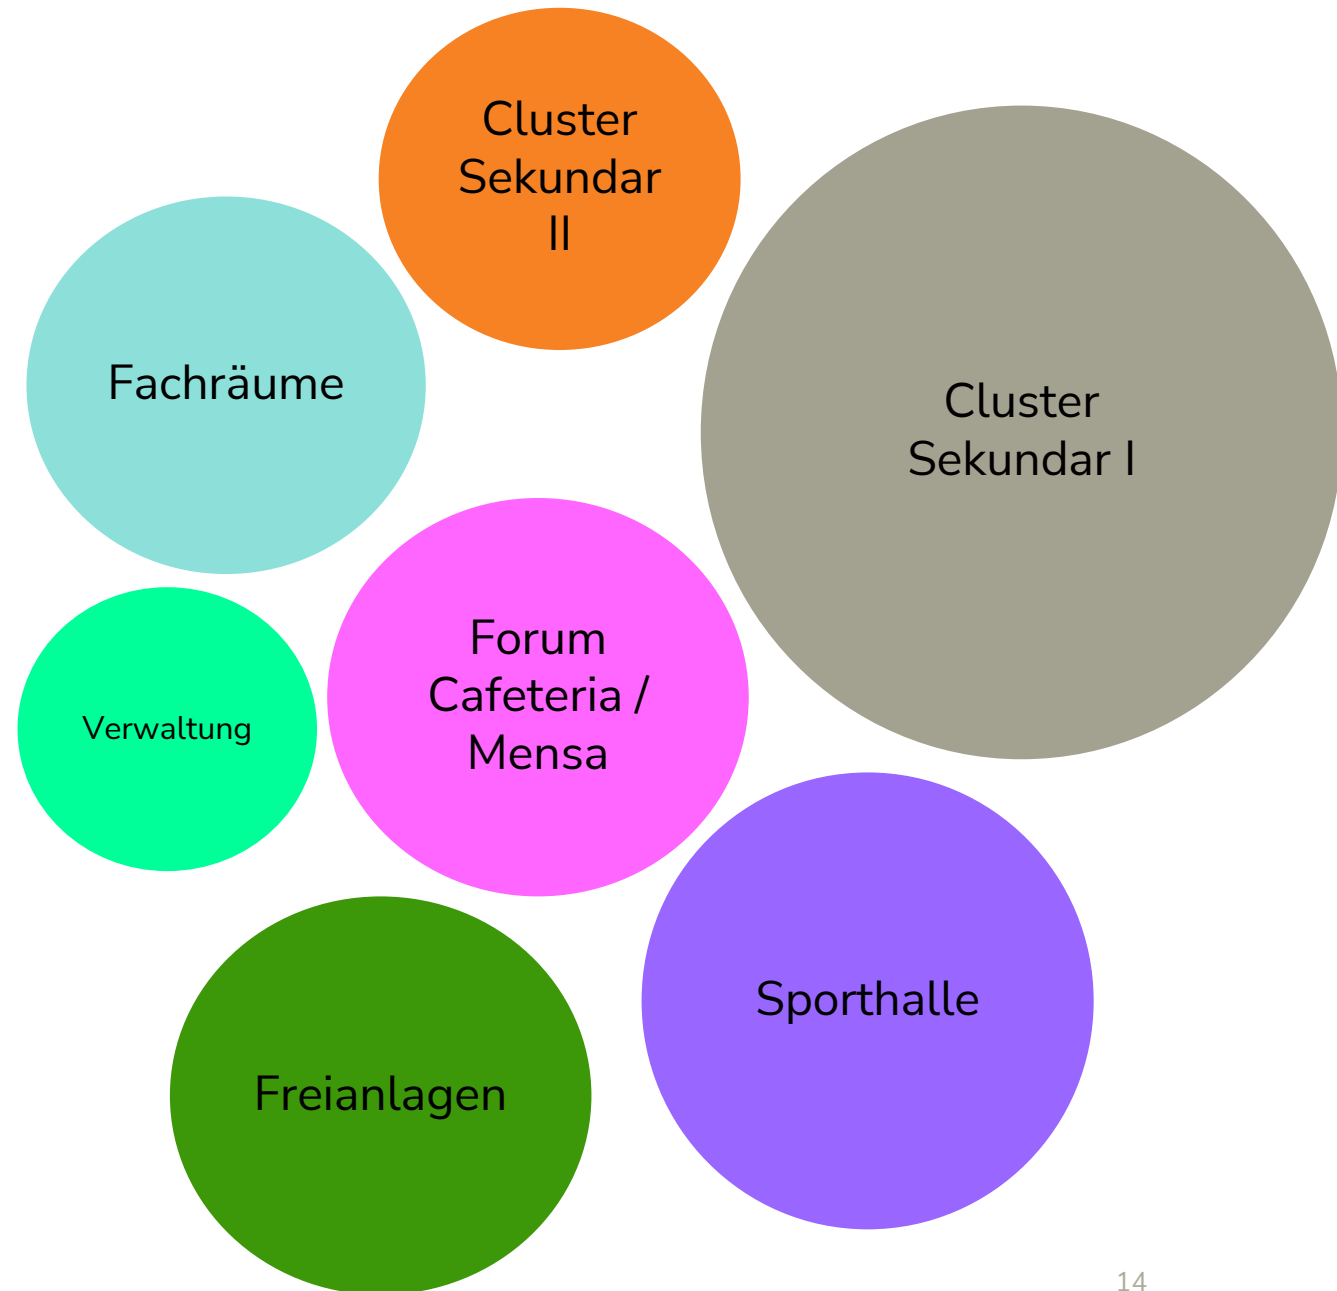 Cluster
Sekundar
II
Fachräume
Cluster
Sekundar I
Forum
Cafeteria /
Mensa
Verwaltung
Sporthalle
Freianlagen
14